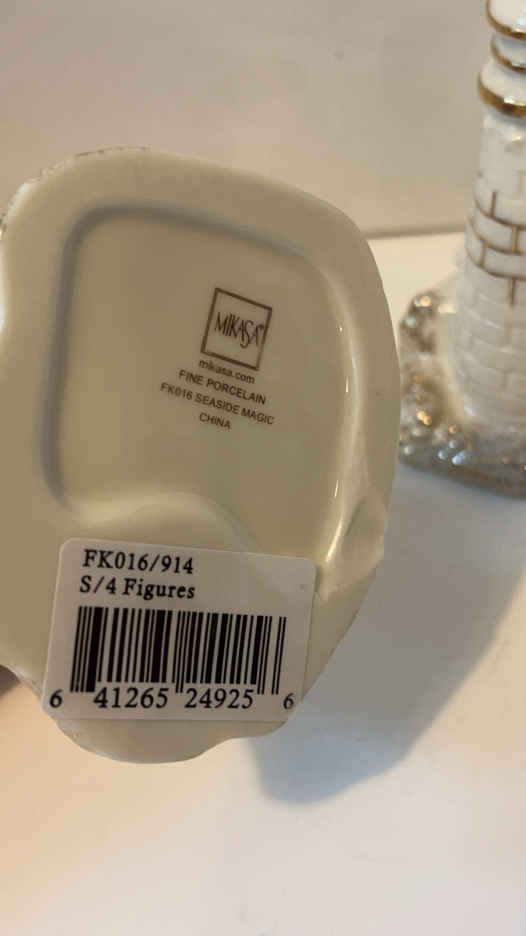 MIKASA®
mikasa.com
FINE PORCELAIN
FK016 SEASIDE MAGIC
CHINA
FK016/914
S/4 Figures
6 41265 24925 6